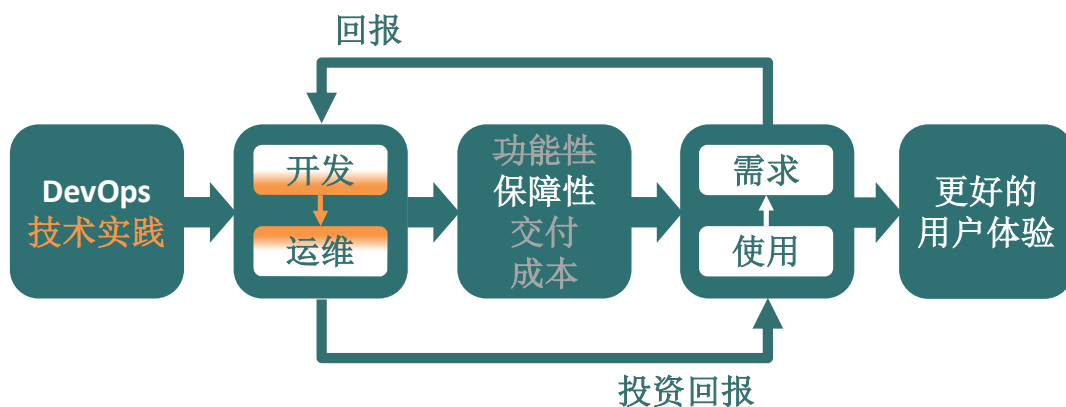 回报
DevOps
技术实践
开发
运维
功能性
保障性
交付
成本
需求
使用
更好的
用户体验
投资回报